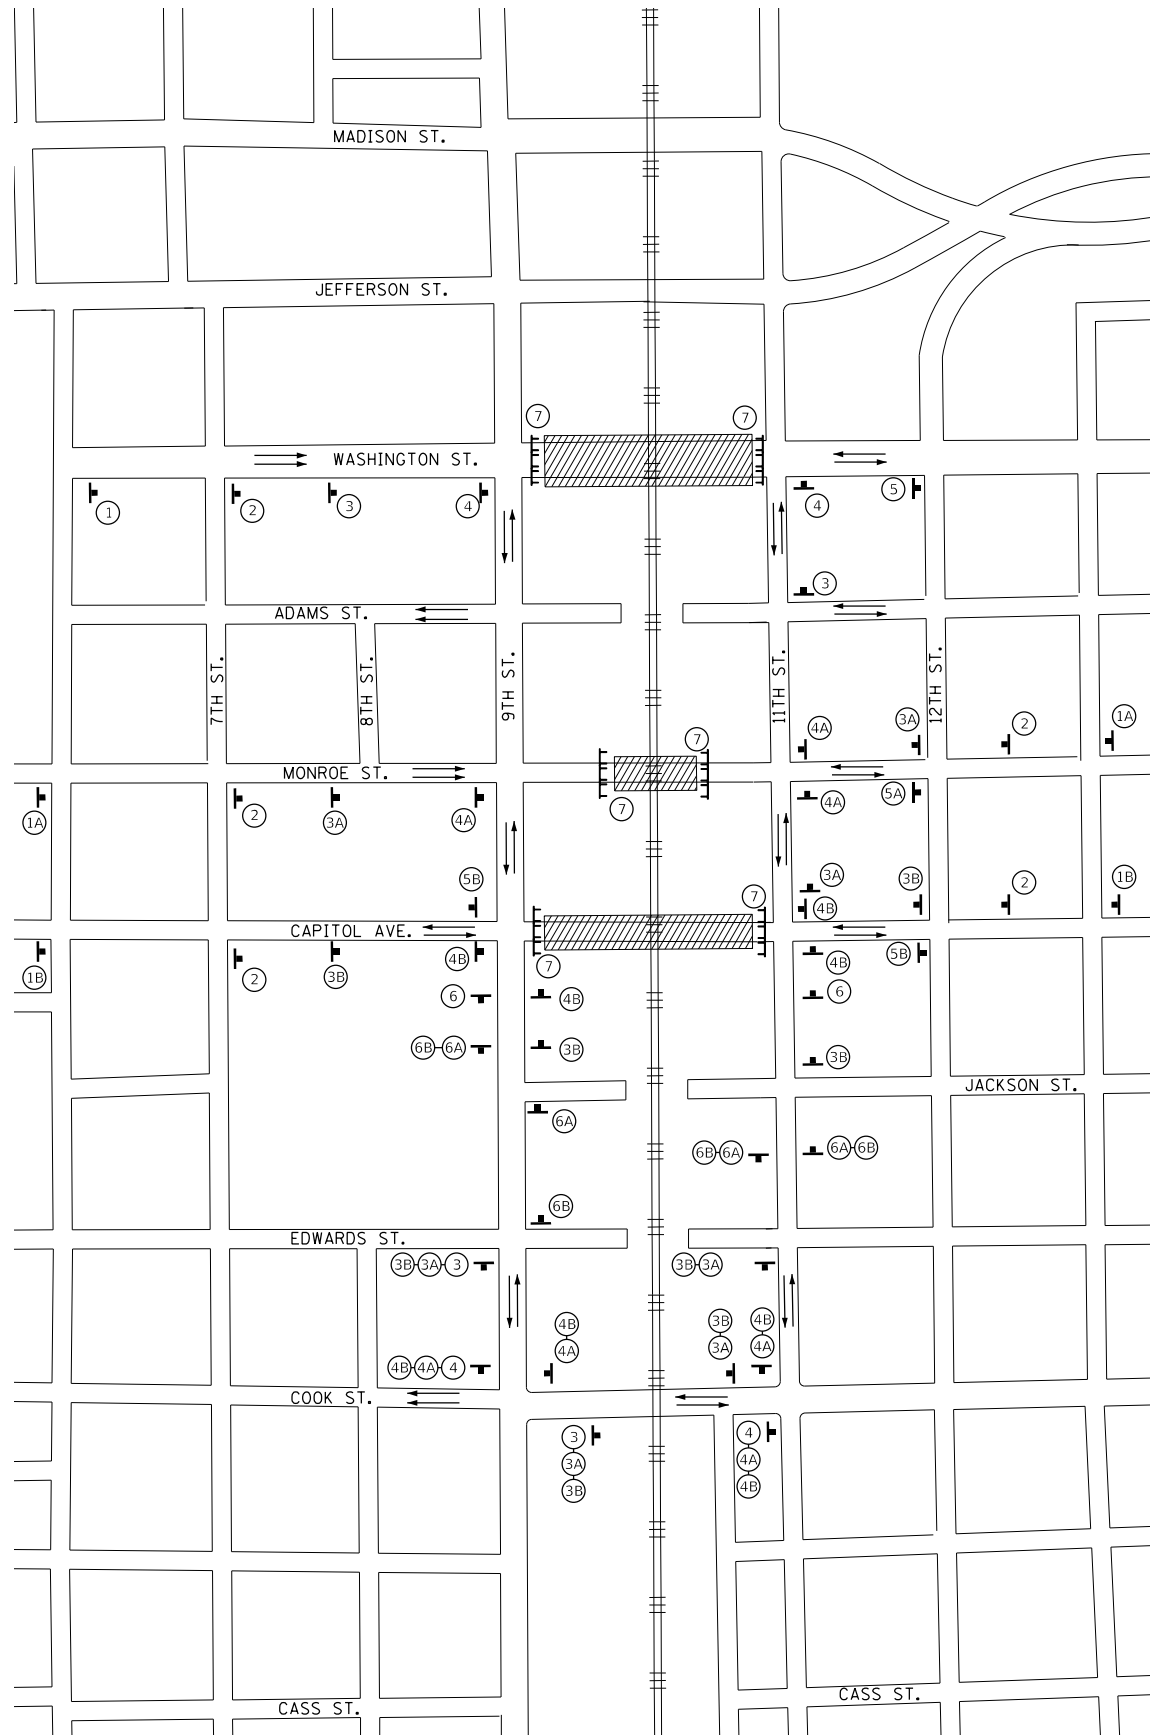 MADISON ST.
JEFFERSON ST.
7 7
WASHINGTON ST.
1 2 3 4 4 5
3
ADAMS ST.
7TH ST. 8TH ST. 9TH ST. 11TH ST. 12TH ST.
4A 3A 2 1A
7
MONROE ST.
7
1A 2 3A 4A 4A 5A
5B 3A 3B 2 1B
7 4B
CAPITOL AVE.
1B 2 3B 4B 7 4B 5B
6 4B 6
6B 6A 3B 3B
JACKSON ST.
6A
6B 6A 6A 6B
6B
EDWARDS ST.
3B 3A 3 3B 3A
4B 3B 4B
4A 3A 4A
4B 4A 4
COOK ST.
3 4
3A 4A
3B 4B
CASS ST. CASS ST.